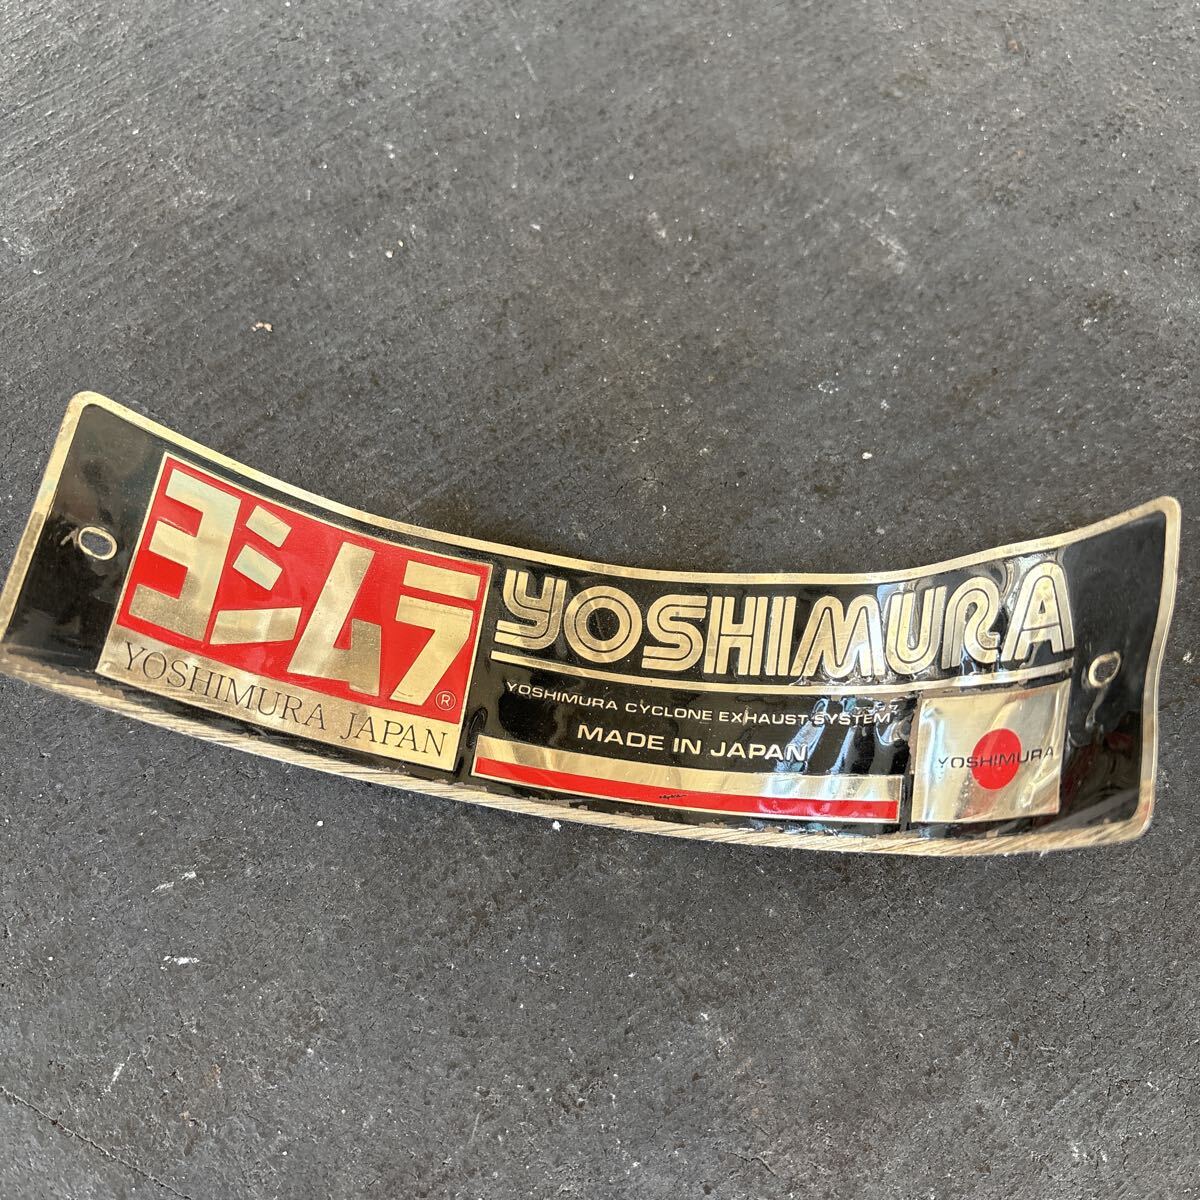 ヨシムラ®
YOSHIMURA JAPAN
YOSHIMURA
YOSHIMURA CYCLONE EXHAUST SYSTEM
MADE IN JAPAN
YOSHIMURA